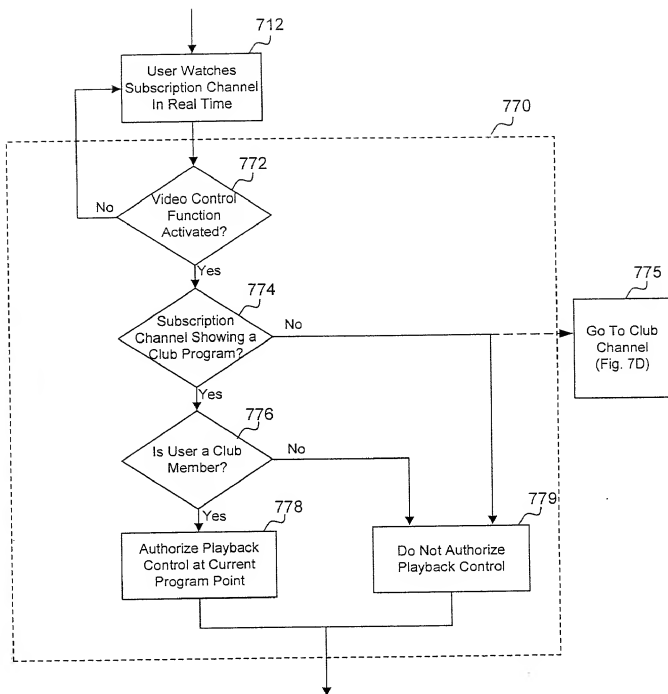 712
User Watches
Subscription Channel
In Real Time
770
772
No
Video Control
Function
Activated?
Yes
774
775
Subscription
Channel Showing a
Club Program?
No
Go To Club
Channel
(Fig. 7D)
Yes
776
Is User a Club
Member?
No
Yes
778
779
Authorize Playback
Control at Current
Program Point
Do Not Authorize
Playback Control